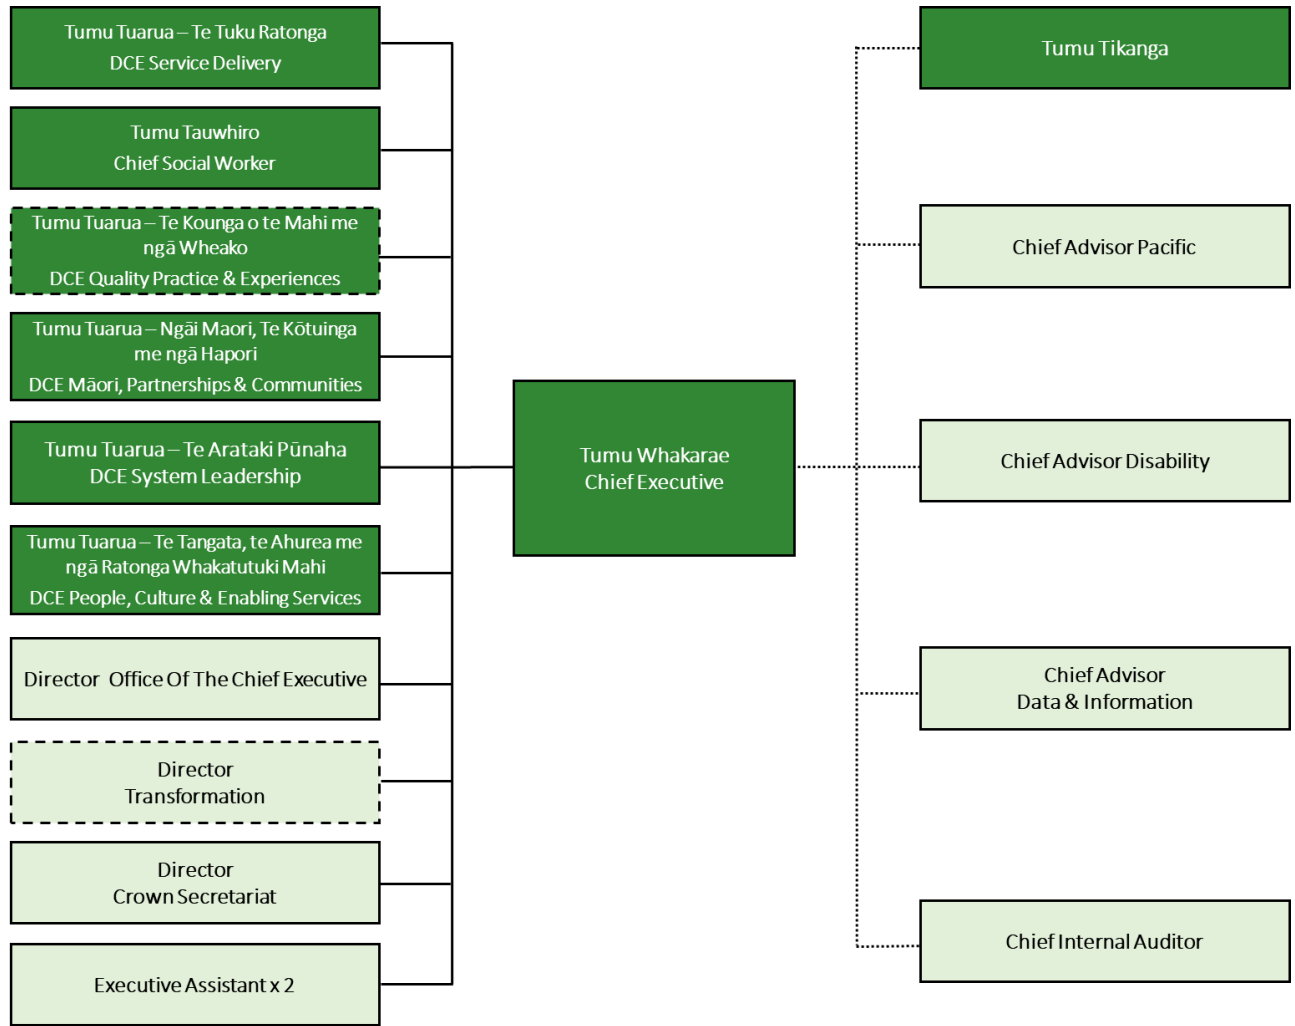 Tumu Tuarua – Te Tuku Ratonga
DCE Service Delivery
Tumu Tauwhiro
Chief Social Worker
Tumu Tuarua – Te Kounga o te Mahi me
ngā Wheako
DCE Quality Practice & Experiences
Tumu Tuarua – Ngāi Maori, Te Kōtuinga
me ngā Hapori
DCE Māori, Partnerships & Communities
Tumu Tuarua – Te Arataki Pūnaha
DCE System Leadership
Tumu Tuarua – Te Tangata, te Ahurea me
ngā Ratonga Whakatutuki Mahi
DCE People, Culture & Enabling Services
Director  Office Of The Chief Executive
Director
Transformation
Director
Crown Secretariat
Executive Assistant x 2
Tumu Whakarae
Chief Executive
Tumu Tikanga
Chief Advisor Pacific
Chief Advisor Disability
Chief Advisor
Data & Information
Chief Internal Auditor